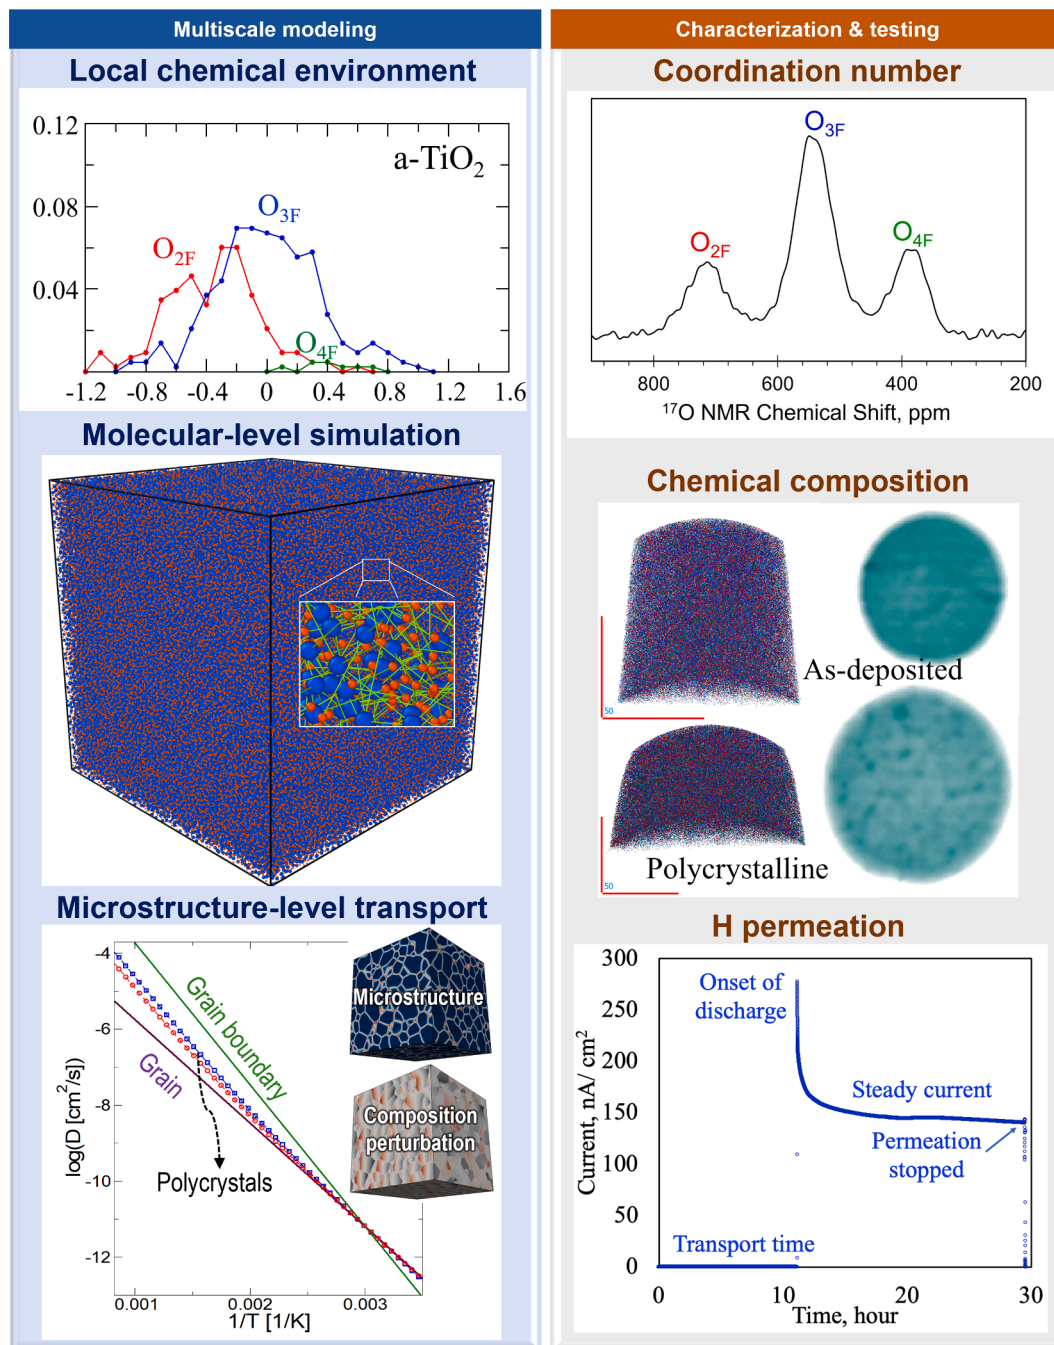 Multiscale modeling
Local chemical environment
0.12
0.08
0.04
a-TiO2
O2F
O3F
O4F
-1.2 -0.8 -0.4 0 0.4 0.8 1.2 1.6
Molecular-level simulation
Microstructure-level transport
-4
-6
-8
-10
-12
log(D [cm2/s])
Grain boundary
Grain
Polycrystals
Microstructure
Composition
perturbation
0.001 0.002 0.003
1/T [1/K]
Characterization & testing
Coordination number
O3F
O2F
O4F
800 600 400 200
17O NMR Chemical Shift, ppm
Chemical composition
50
As-deposited
50
Polycrystalline
H permeation
300
250
200
150
100
50
0
Current, nA/ cm2
Onset of
discharge
Steady current
Permeation
stopped
Transport time
0 10 20 30
Time, hour